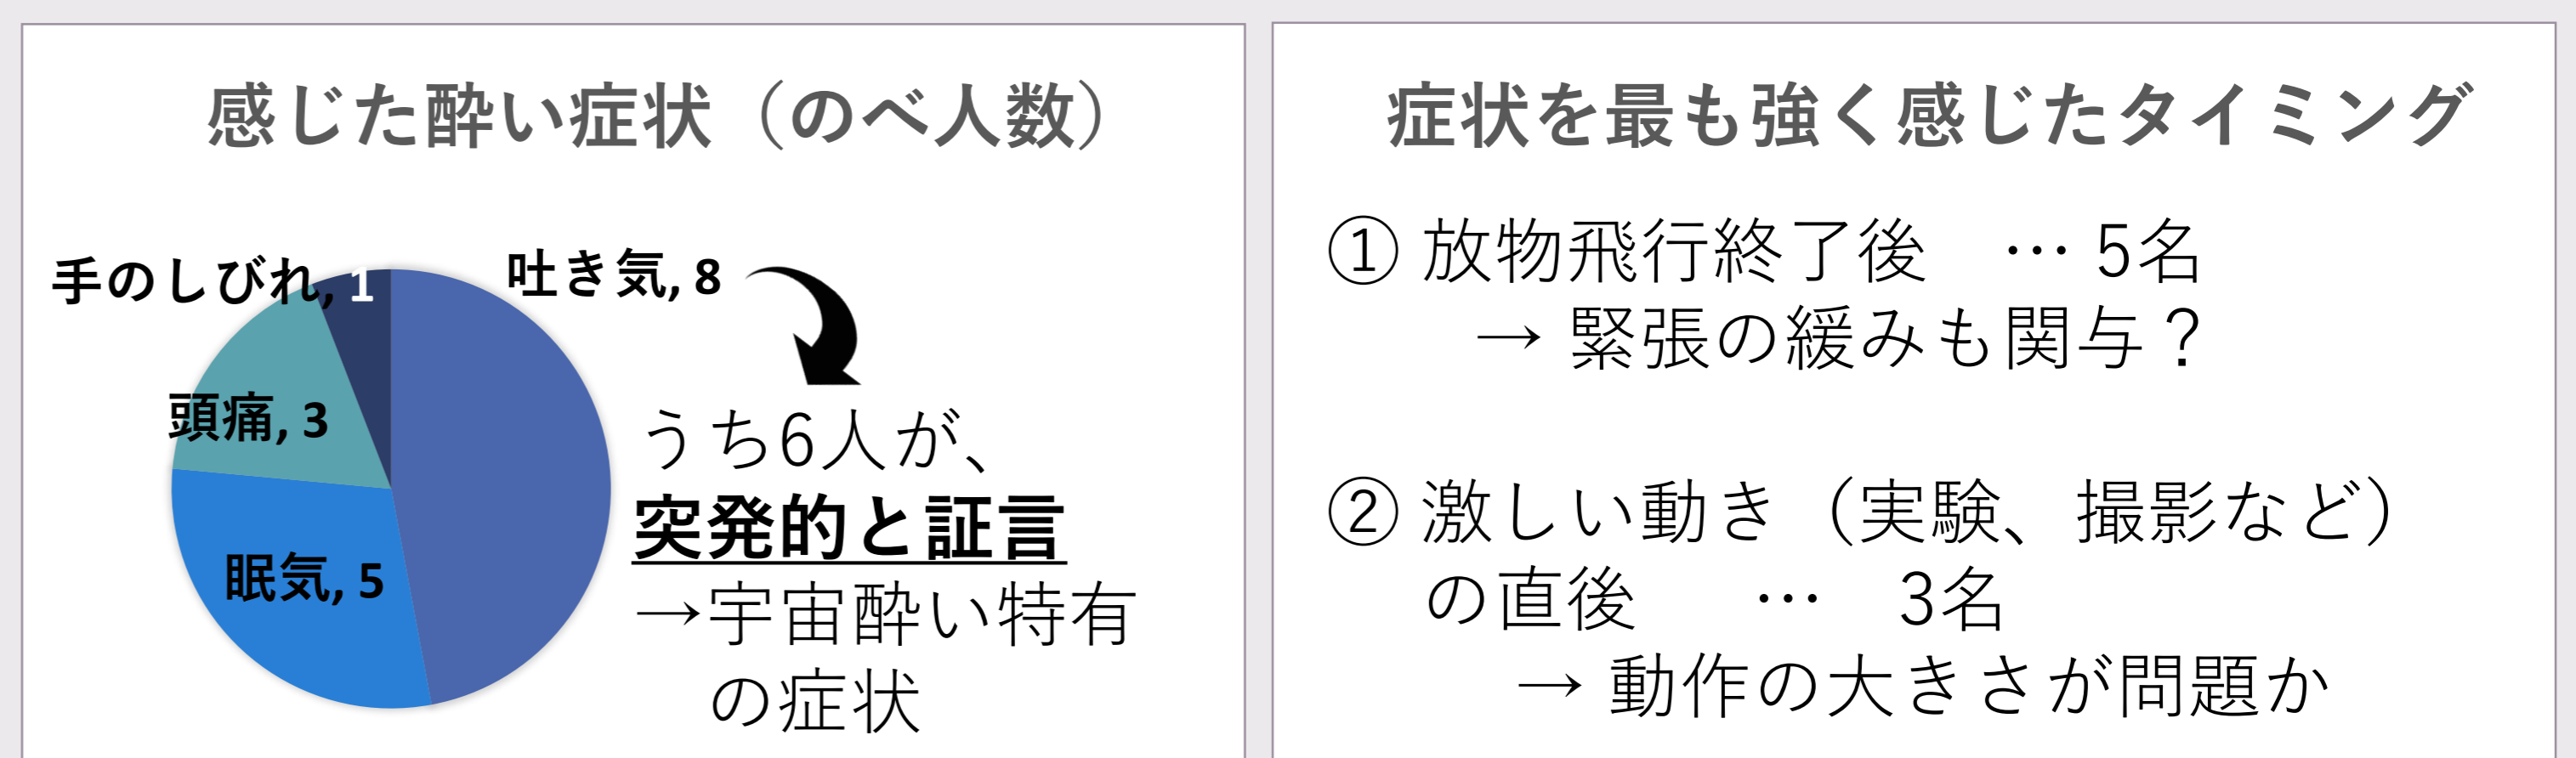 感じた酔い症状（のべ人数）
手のしびれ, 1
吐き気, 8
頭痛, 3
眠気, 5
うち6人が、
突発的と証言
→宇宙酔い特有
の症状
症状を最も強く感じたタイミング
① 放物飛行終了後　… 5名
→ 緊張の緩みも関与？
② 激しい動き（実験、撮影など）
の直後　… 3名
→ 動作の大きさが問題か